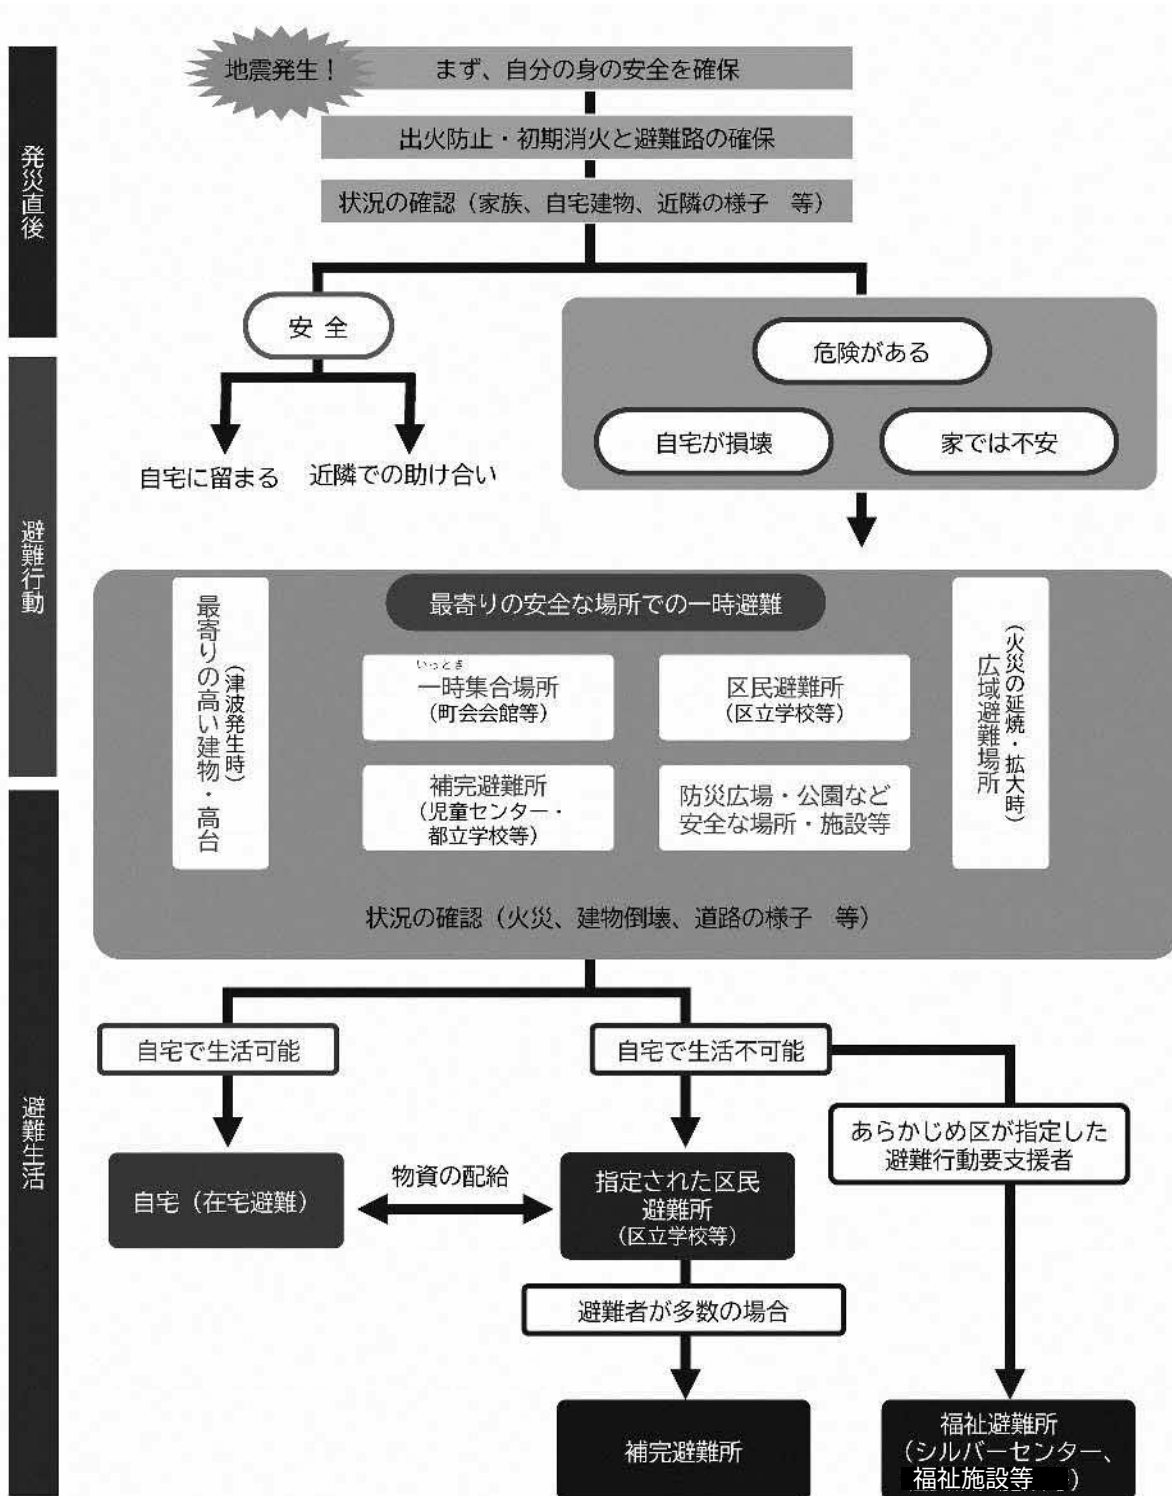 発災直後
地震発生！
まず、自分の身の安全を確保
出火防止・初期消火と避難路の確保
状況の確認（家族、自宅建物、近隣の様子　等）
安 全
危険がある
自宅が損壊
家では不安
避難行動
自宅に留まる
近隣での助け合い
最寄りの安全な場所での一時避難
最寄りの高い建物・高台
（津波発生時）
いっとき
一時集合場所
（町会会館等）
区民避難所
（区立学校等）
補完避難所
（児童センター・
都立学校等）
防災広場・公園など
安全な場所・施設等
（火災の延焼・拡大時）
広域避難場所
状況の確認（火災、建物倒壊、道路の様子　等）
避難生活
自宅で生活可能
自宅で生活不可能
あらかじめ区が指定した
避難行動要支援者
自宅（在宅避難）
物資の配給
指定された区民
避難所
（区立学校等）
避難者が多数の場合
補完避難所
福祉避難所
（シルバーセンター、
福祉施設等　）